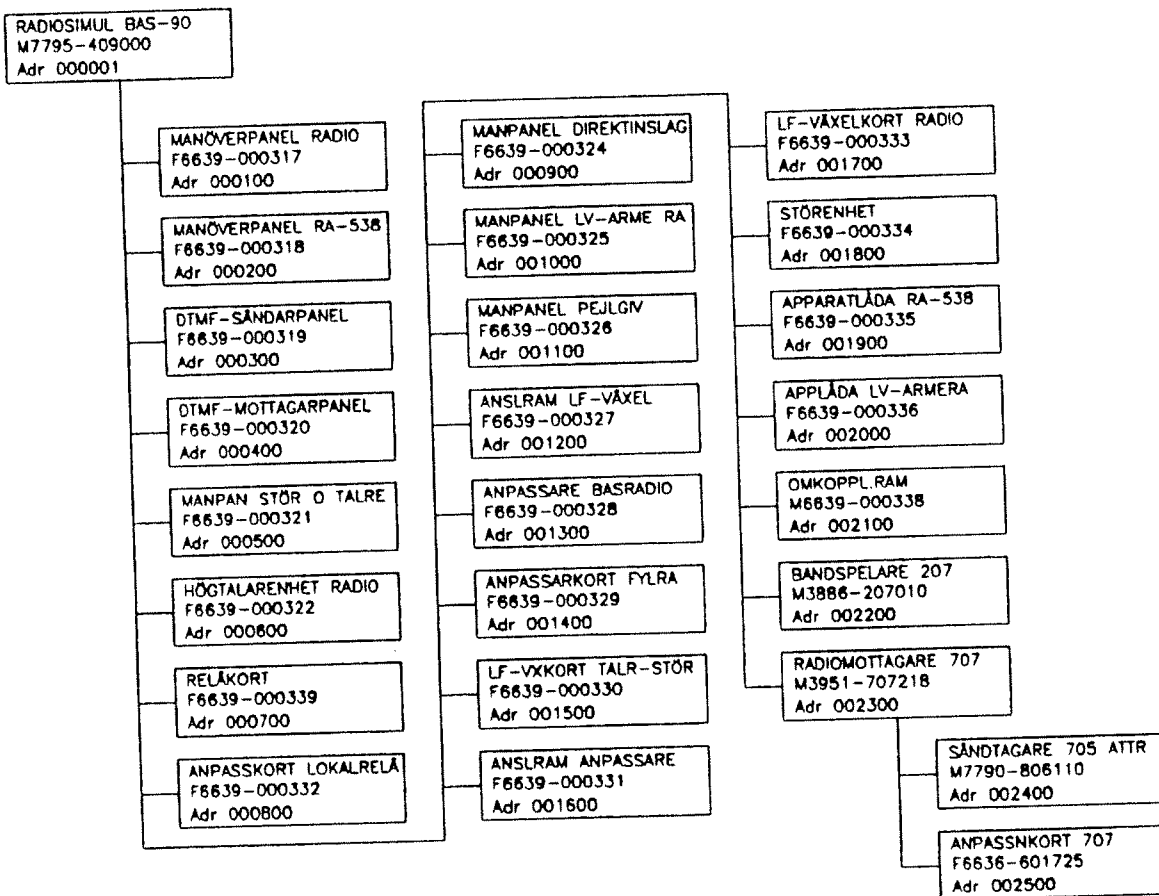 RADIOSIMUL BAS-90
M7795-409000
Adr 000001
MANÖVERPANEL RADIO
F6639-000317
Adr 000100
MANÖVERPANEL RA-538
F6639-000318
Adr 000200
DTMF-SÄNDARPANEL
F6639-000319
Adr 000300
DTMF-MOTTAGARPANEL
F6639-000320
Adr 000400
MANPAN STÖR O TALRE
F6639-000321
Adr 000500
HÖGTALARENHET RADIO
F6639-000322
Adr 000600
RELÄKORT
F6639-000339
Adr 000700
ANPASSKORT LOKALRELÄ
F6639-000332
Adr 000800
MANPANEL DIREKTINSLAG
F6639-000324
Adr 000900
MANPANEL LV-ARME RA
F6639-000325
Adr 001000
MANPANEL PEJLGIV
F6639-000326
Adr 001100
ANSLRAM LF-VÄXEL
F6639-000327
Adr 001200
ANPASSARE BASRADIO
F6639-000328
Adr 001300
ANPASSARKORT FYLRA
F6639-000329
Adr 001400
LF-VXKORT TALR-STÖR
F6639-000330
Adr 001500
ANSLRAM ANPASSARE
F6639-000331
Adr 001600
LF-VÄXELKORT RADIO
F6639-000333
Adr 001700
STÖRENHET
F6639-000334
Adr 001800
APPARATLÅDA RA-538
F6639-000335
Adr 001900
APPLÅDA LV-ARMERA
F6639-000336
Adr 002000
OMKOPPL.RAM
M6639-000338
Adr 002100
BANDSPELARE 207
M3886-207010
Adr 002200
RADIOMOTTAGARE 707
M3951-707218
Adr 002300
SÄNDTAGARE 705 ATTR
M7790-806110
Adr 002400
ANPASSNKORT 707
F6636-601725
Adr 002500